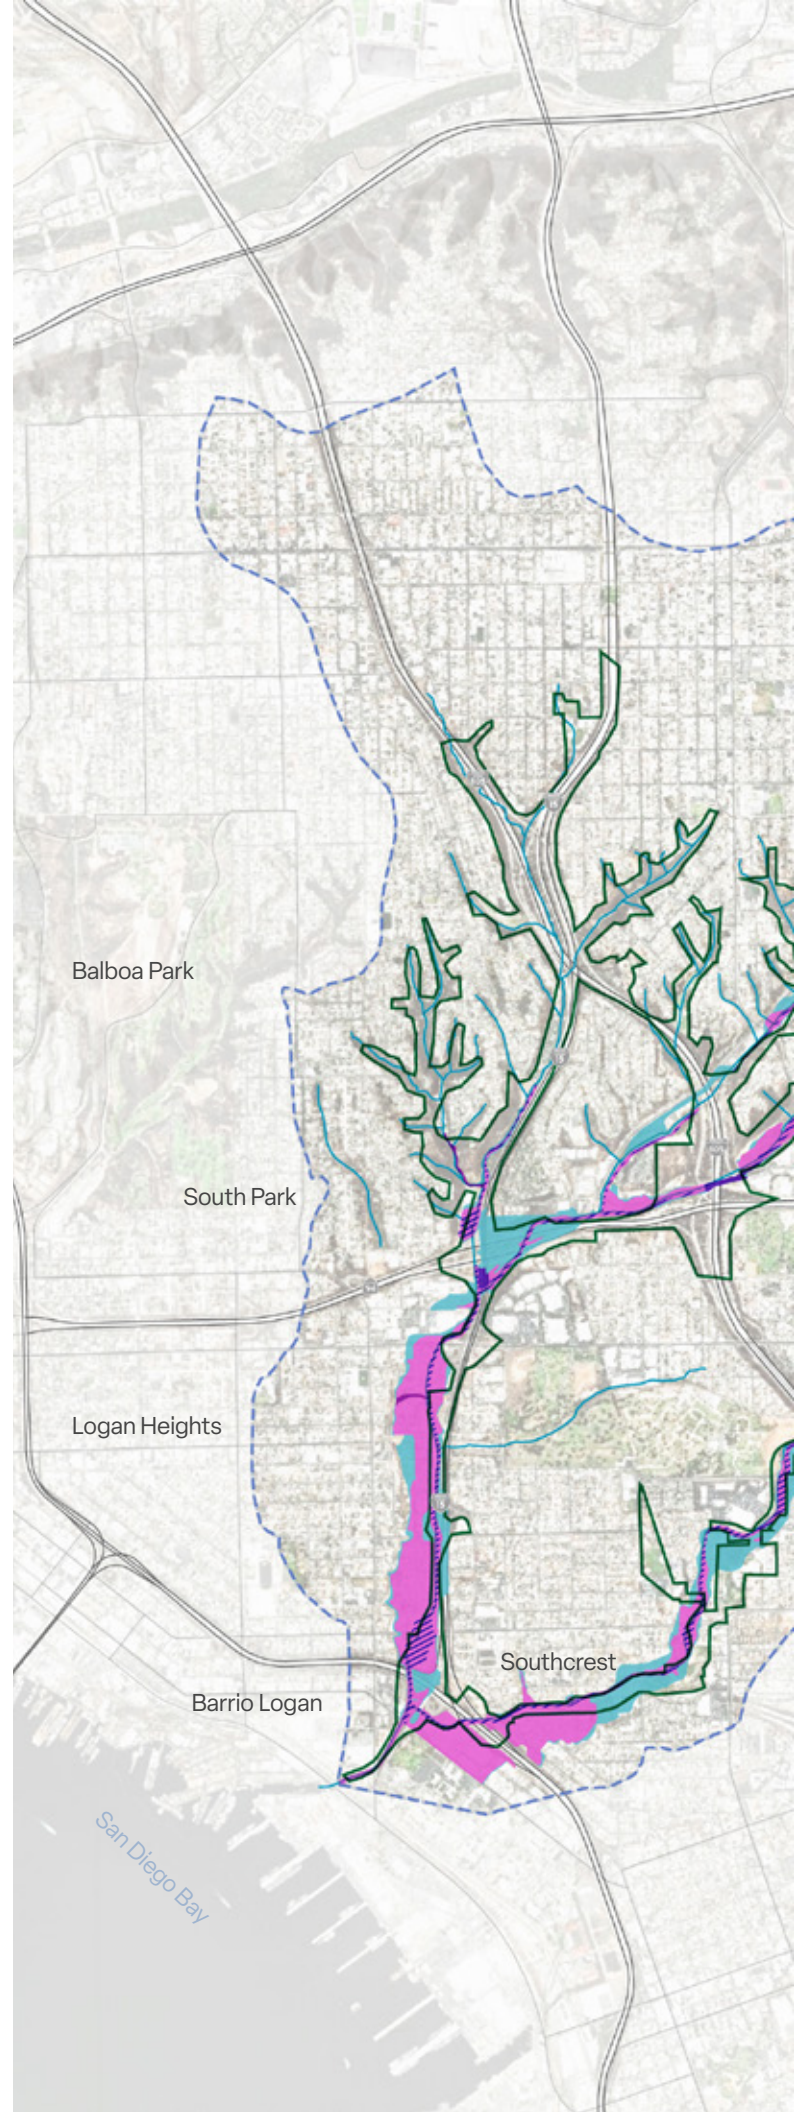 Balboa Park
South Park
Logan Heights
Southcrest
Barrio Logan
San Diego Bay